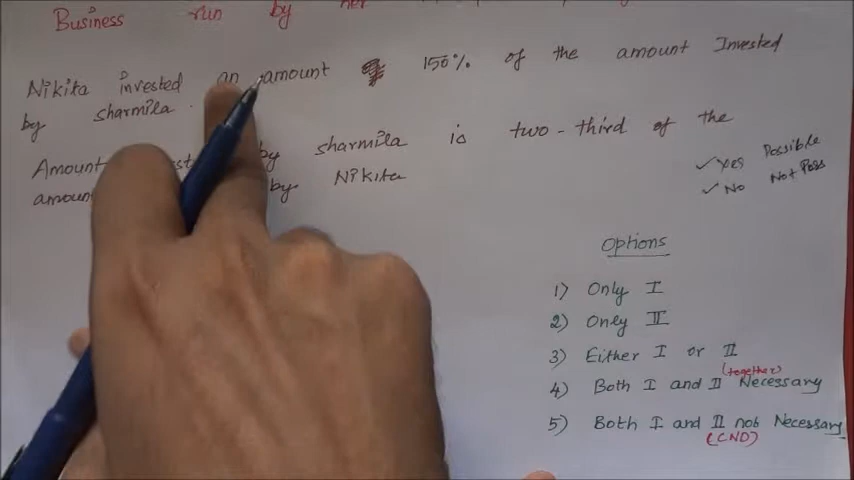 Business run by her
Nikita invested an amount 150% of the amount Invested
by sharmila.
Amount by sharmila is two-third of the
amount by Nikita
✓ Yes Possible
✓ No Not Poss
Options
1) Only I
2) Only II
3) Either I or II
(together)
4) Both I and II Necessary
5) Both I and II not Necessary
(CND)